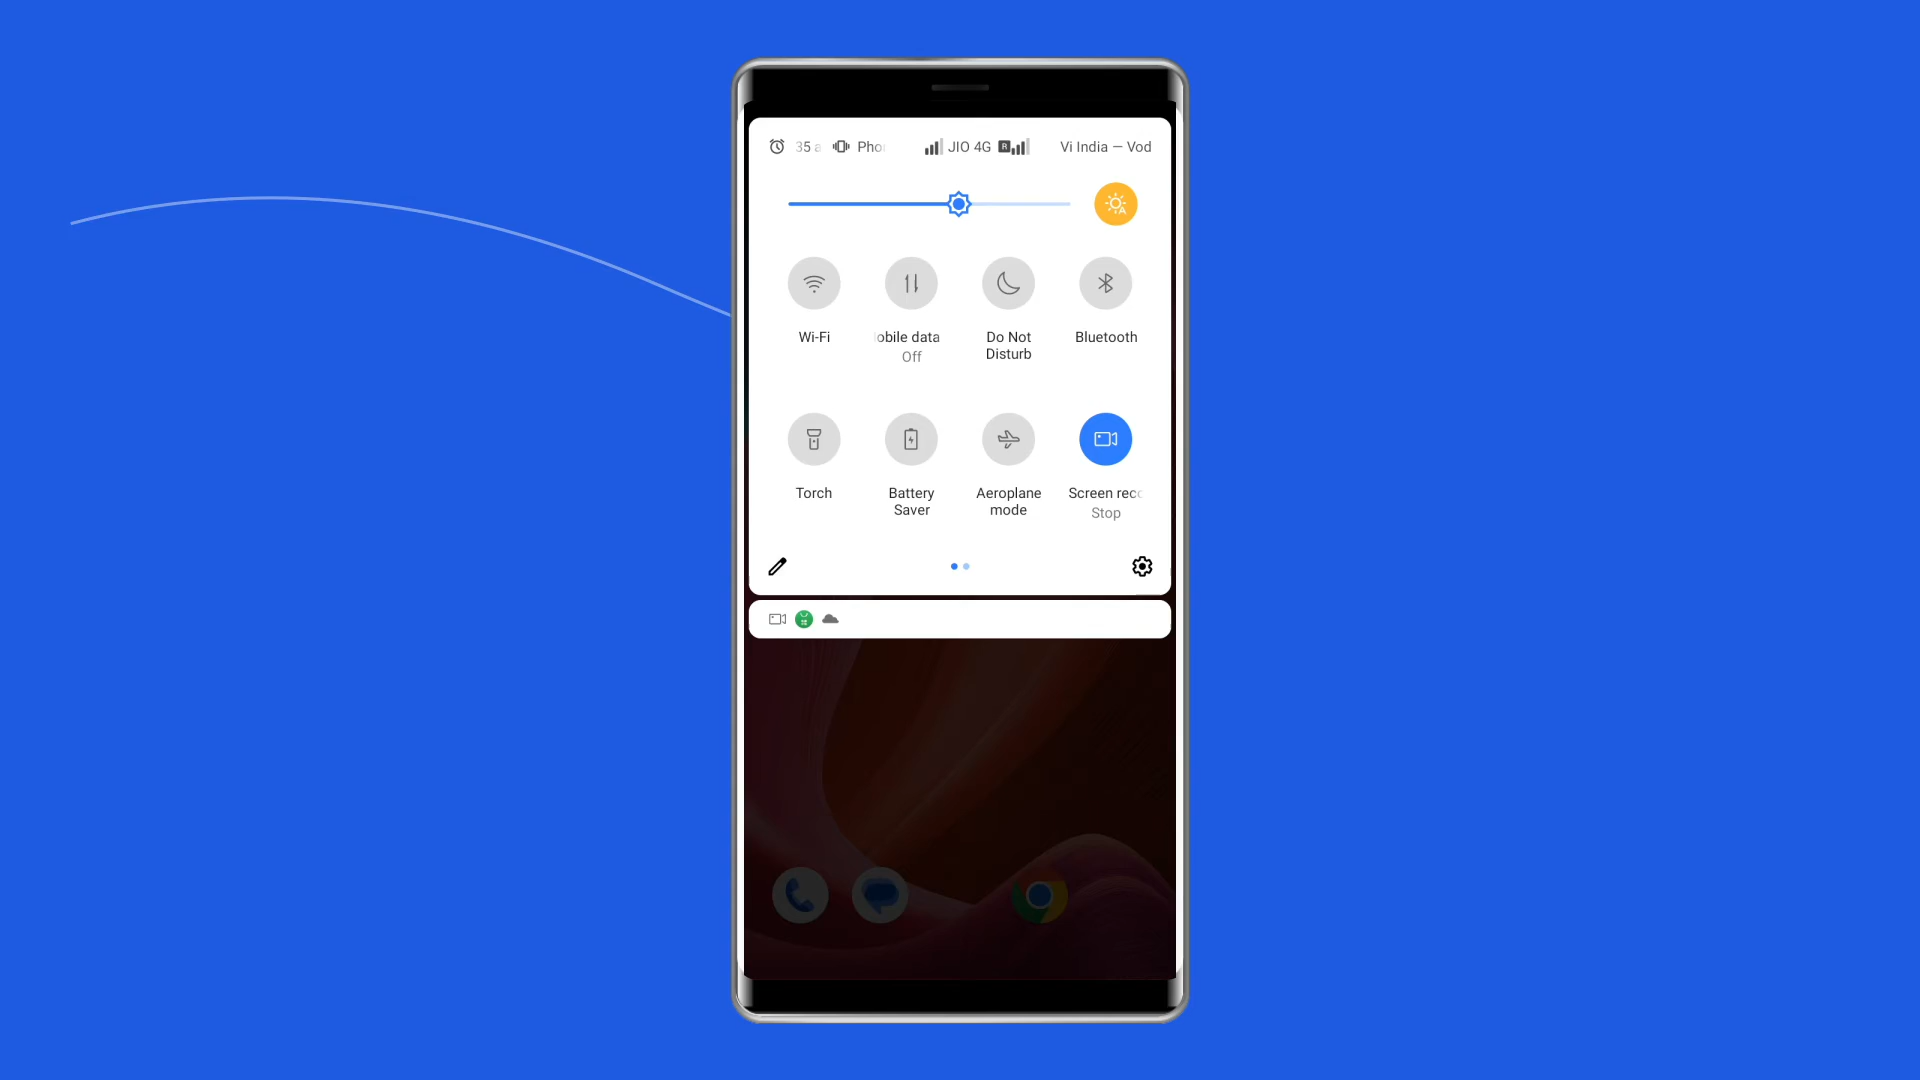 35 a Pho JIO 4G R Vi India — Vod
Wi-Fi
obile data
Off
Do Not
Disturb
Bluetooth
Torch
Battery
Saver
Aeroplane
mode
Screen rec
Stop